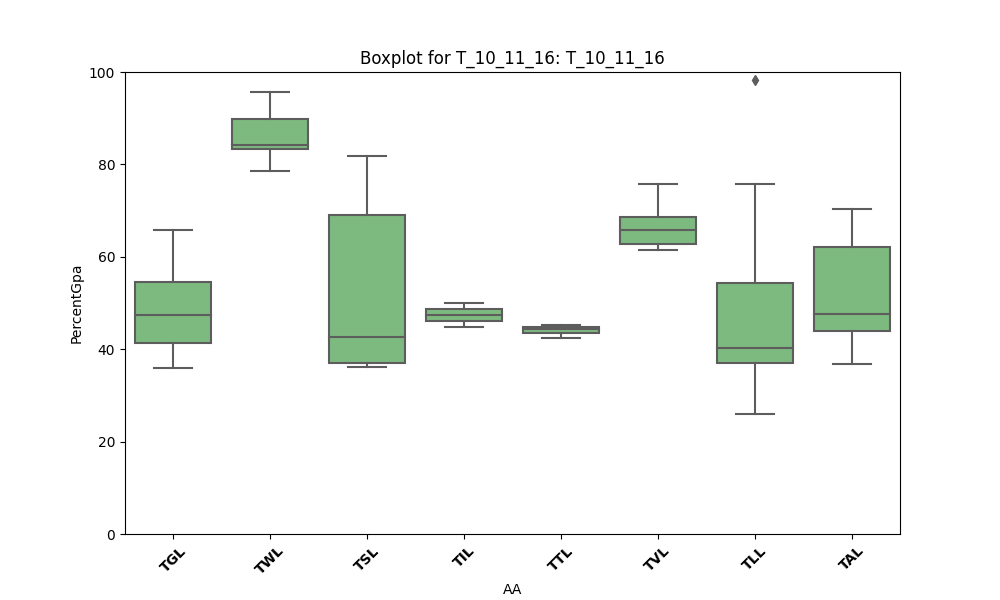 Boxplot for T_10_11_16: T_10_11_16
100
80
60
40
20
0
PercentGpa
TGL TWL TSL TIL TTL TVL TLL TAL
AA